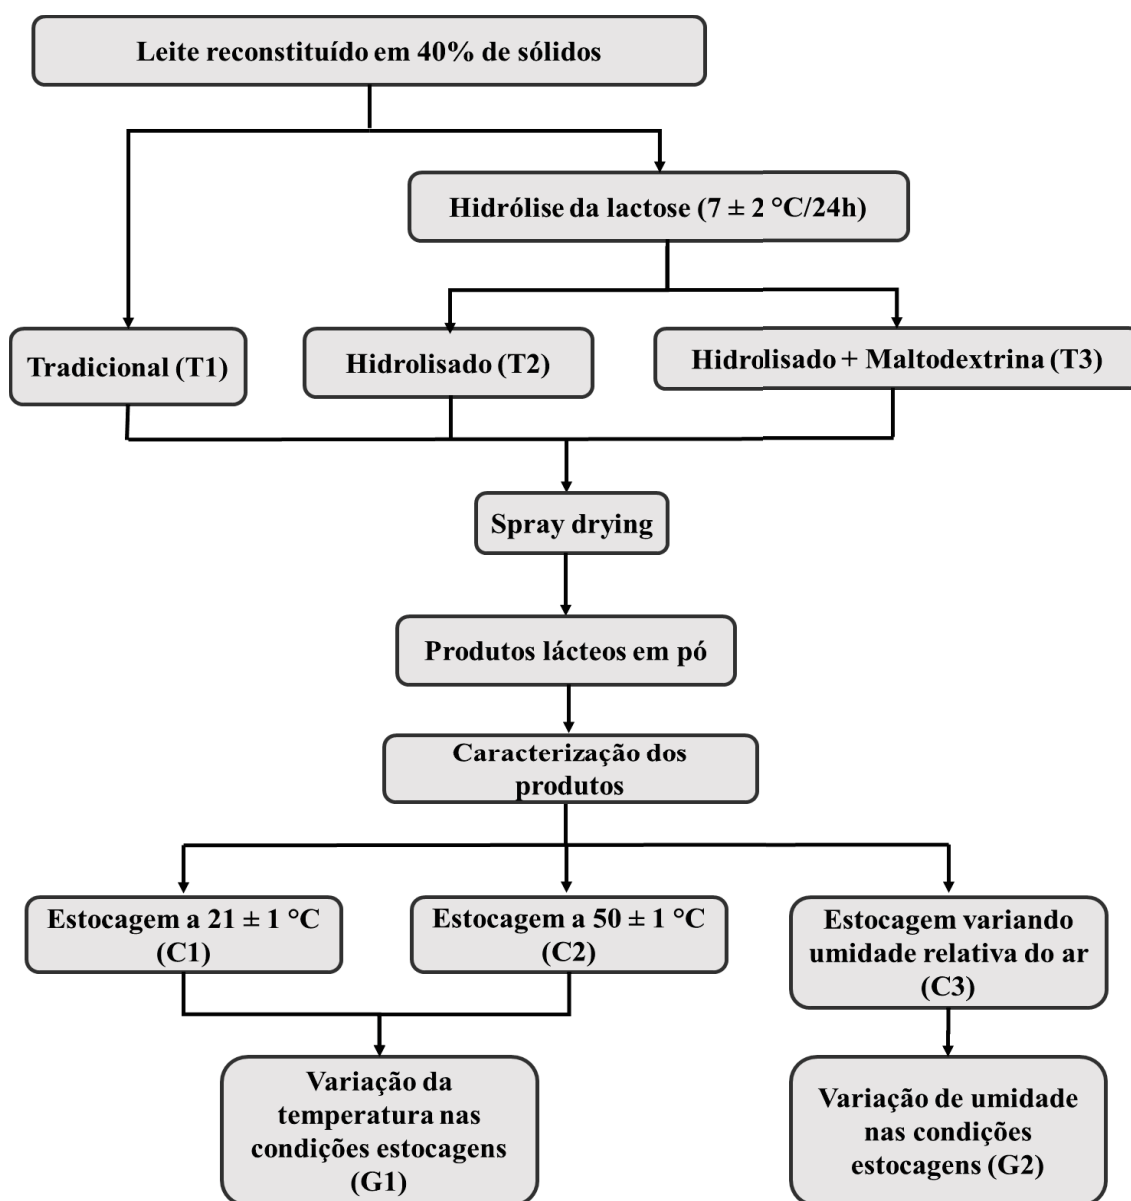 Leite reconstituído em 40% de sólidos
Hidrólise da lactose (7 ± 2 °C/24h)
Tradicional (T1)
Hidrolisado (T2)
Hidrolisado + Maltodextrina (T3)
Spray drying
Produtos lácteos em pó
Caracterização dos
produtos
Estocagem a 21 ± 1 °C
(C1)
Estocagem a 50 ± 1 °C
(C2)
Estocagem variando
umidade relativa do ar
(C3)
Variação da
temperatura nas
condições estocagens
(G1)
Variação de umidade
nas condições
estocagens (G2)